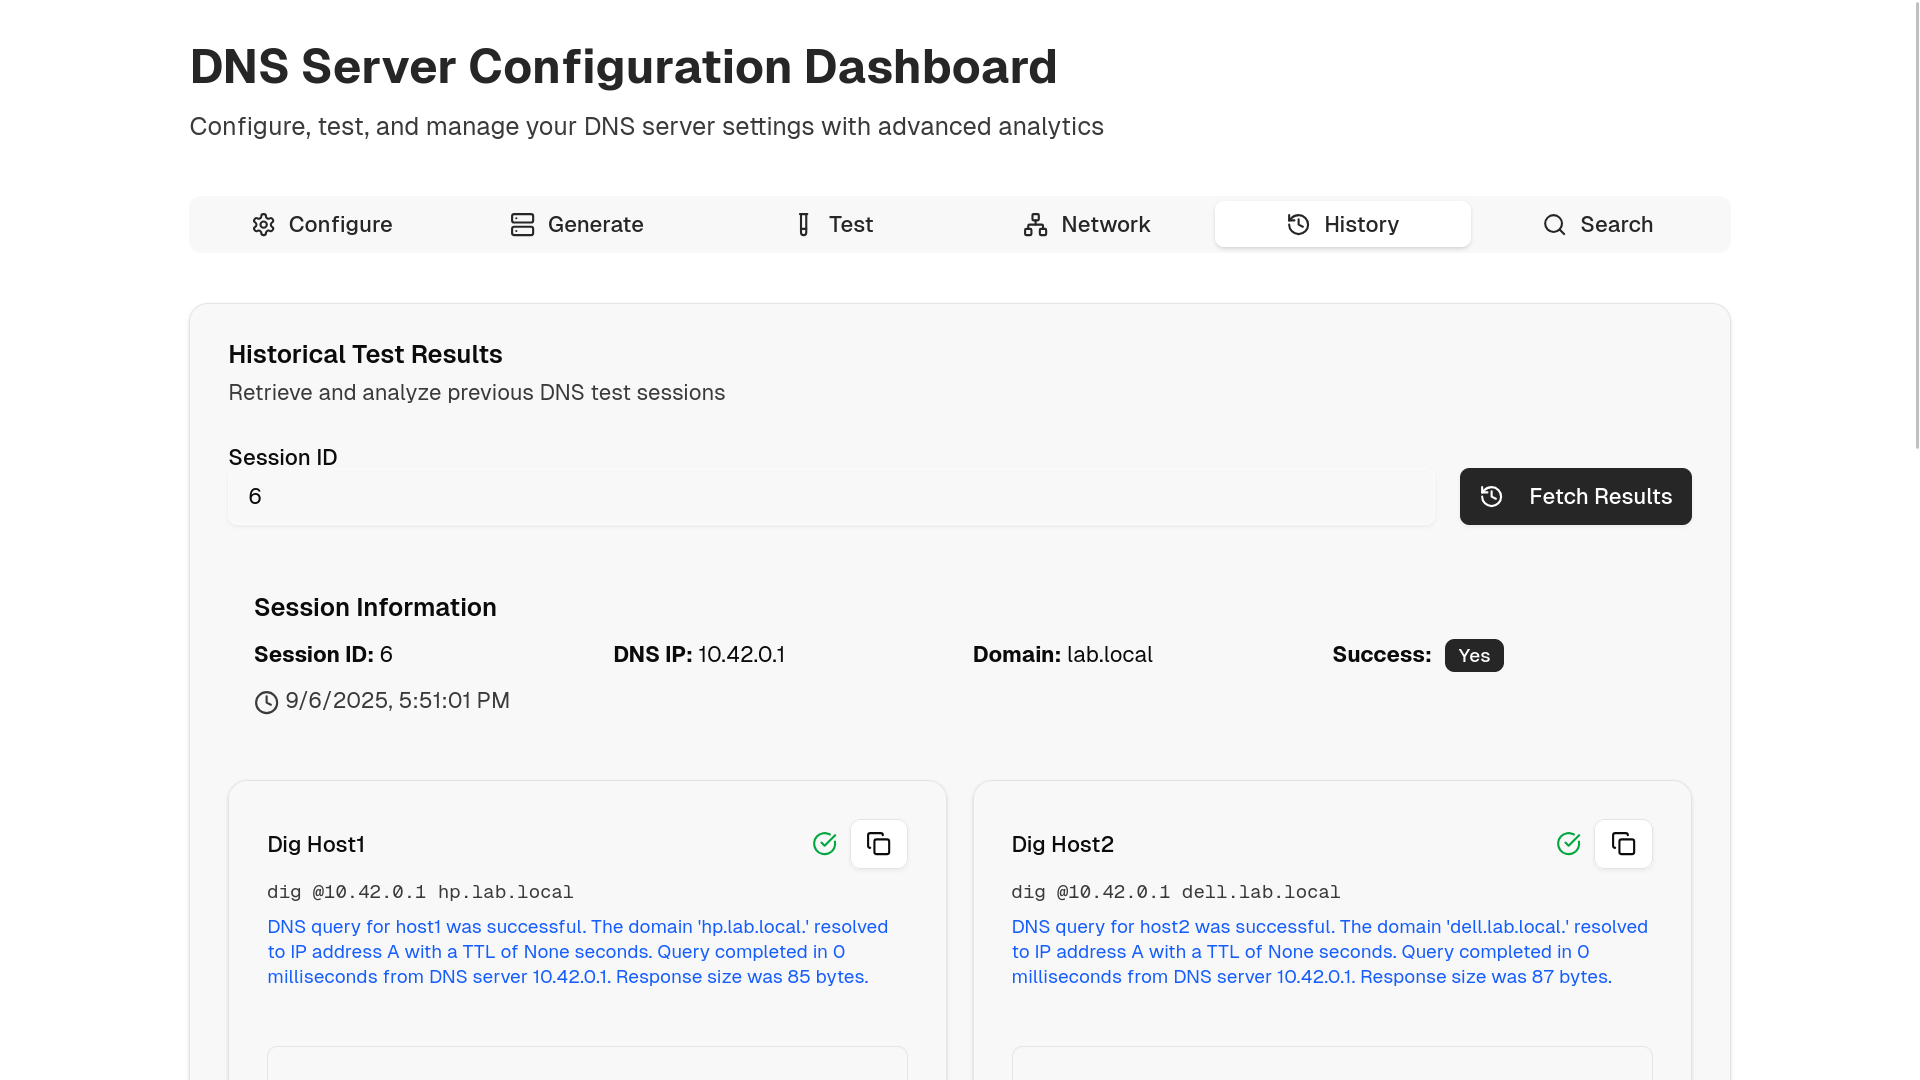 DNS Server Configuration Dashboard
Configure, test, and manage your DNS server settings with advanced analytics
Configure
Generate
Test
Network
History
Search
Historical Test Results
Retrieve and analyze previous DNS test sessions
Session ID
6
Fetch Results
Session Information
Session ID: 6
DNS IP: 10.42.0.1
Domain: lab.local
Success: Yes
9/6/2025, 5:51:01 PM
Dig Host1
dig @10.42.0.1 hp.lab.local
DNS query for host1 was successful. The domain 'hp.lab.local.' resolved
to IP address A with a TTL of None seconds. Query completed in 0
milliseconds from DNS server 10.42.0.1. Response size was 85 bytes.
Dig Host2
dig @10.42.0.1 dell.lab.local
DNS query for host2 was successful. The domain 'dell.lab.local.' resolved
to IP address A with a TTL of None seconds. Query completed in 0
milliseconds from DNS server 10.42.0.1. Response size was 87 bytes.